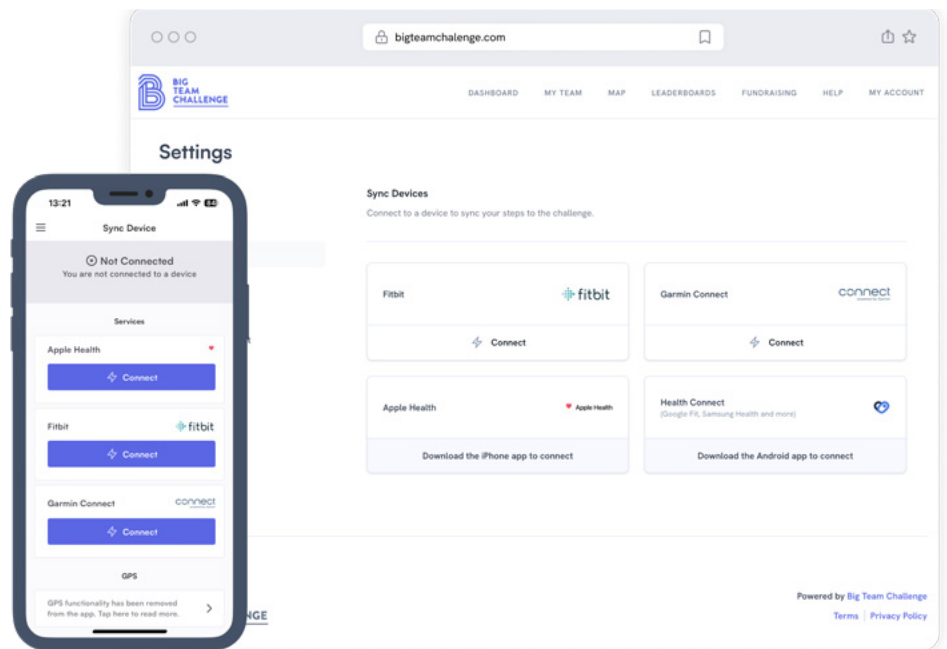 bigteamchalenge.com
BIG
TEAM
CHALLENGE
DASHBOARD MY TEAM MAP LEADERBOARDS FUNDRAISING HELP MY ACCOUNT
Settings
Sync Devices
Connect to a device to sync your steps to the challenge.
Fitbit fitbit
Connect
Garmin Connect connect
Connect
Apple Health Apple Health
Download the iPhone app to connect
Health Connect
(Google Fit, Samsung Health and more)
Download the Android app to connect
Powered by Big Team Challenge
Terms | Privacy Policy
NGE
13:21 64
Sync Device
Not Connected
You are not connected to a device
Services
Apple Health
Connect
Fitbit fitbit
Connect
Garmin Connect connect
Connect
GPS
GPS functionality has been removed
from the app. Tap here to read more.